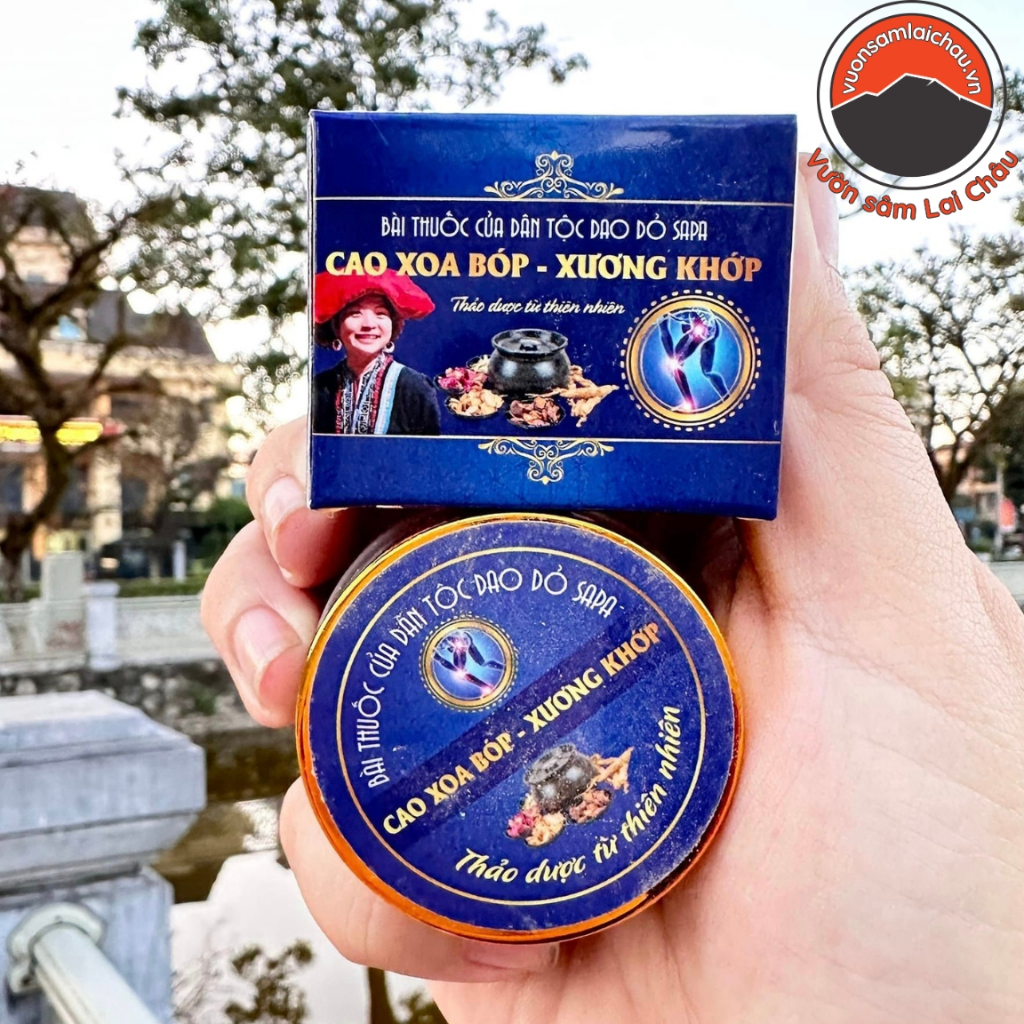 vuonsamlaichau.vn
Vườn sâm Lai Châu
BÀI THUỐC CỦA DÂN TỘC DAO DỎ SAPA
CAO XOA BÓP - XƯƠNG KHỚP
Thảo dược từ thiên nhiên
BÀI THUỐC CỦA DÂN TỘC DAO DỎ SAPA
CAO XOA BÓP - XƯƠNG KHỚP
Thảo dược từ thiên nhiên